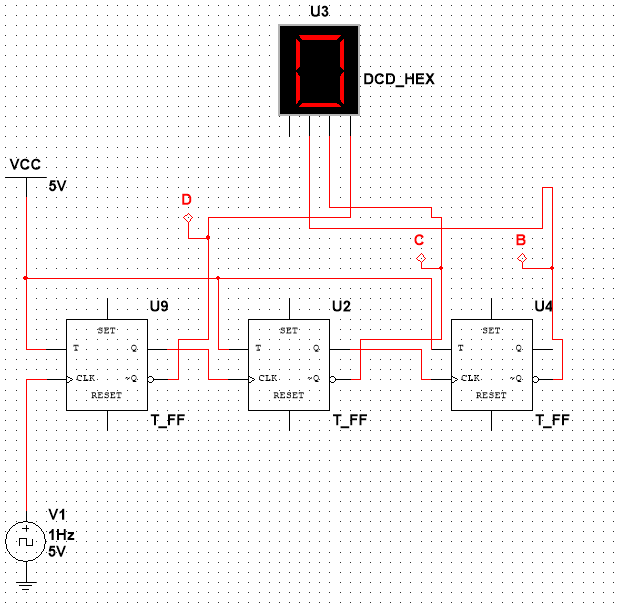 U3
DCD_HEX
VCC
5V
D
C
B
U9
U2
U4
SET
SET
SET
T Q
T Q
T Q
CLK ~Q
CLK ~Q
CLK ~Q
RESET
RESET
RESET
T_FF
T_FF
T_FF
V1
1Hz
5V